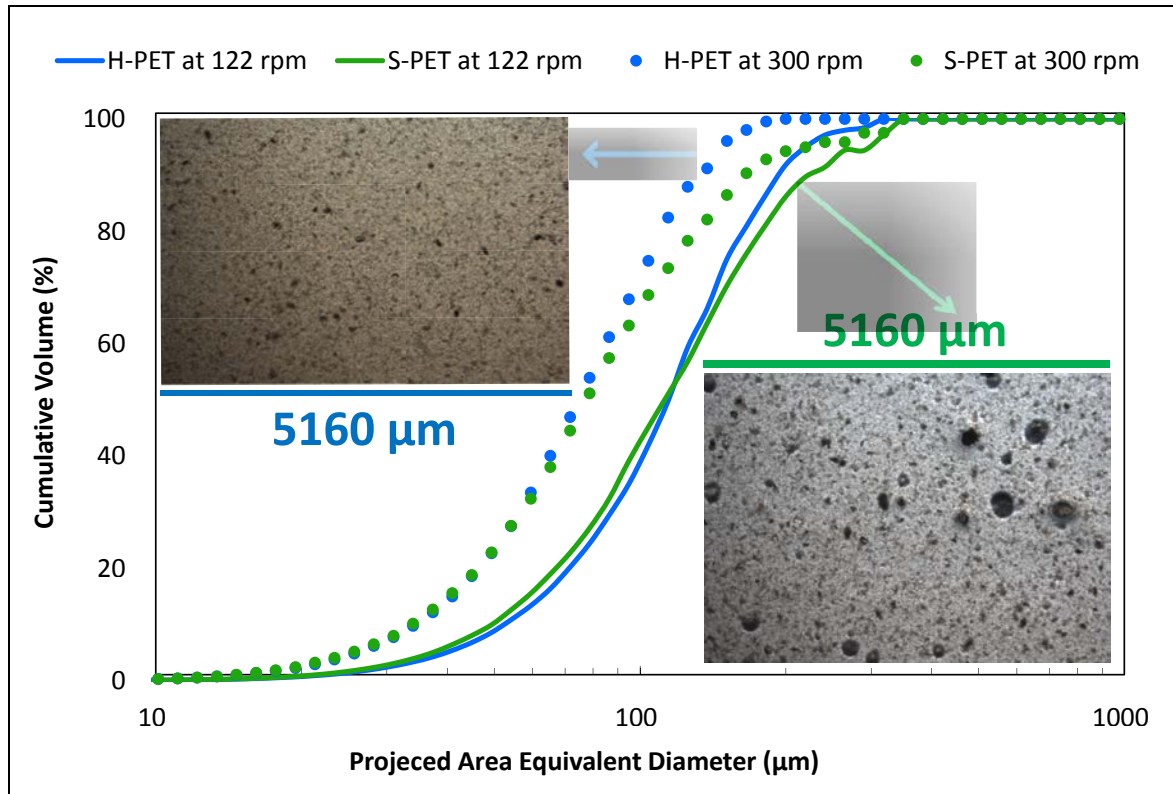 H-PET at 122 rpm S-PET at 122 rpm H-PET at 300 rpm S-PET at 300 rpm
100
80
60
40
20
0
Cumulative Volume (%)
5160 µm
5160 µm
10 100 1000
Projeced Area Equivalent Diameter (µm)